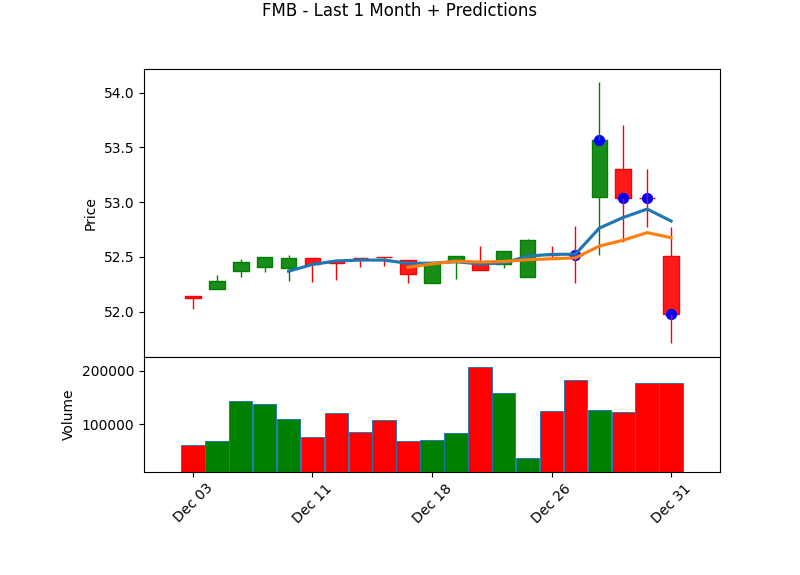 FMB - Last 1 Month + Predictions
54.0
53.5
53.0
52.5
52.0
Price
200000
100000
Volume
Dec 03
Dec 11
Dec 18
Dec 26
Dec 31